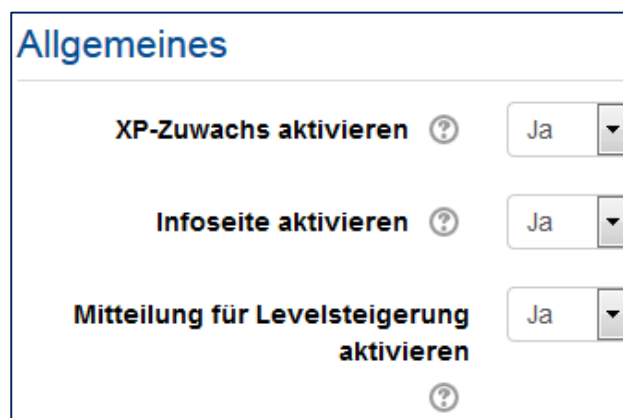 Allgemeines
XP-Zuwachs aktivieren ? Ja
Infoseite aktivieren ? Ja
Mitteilung für Levelsteigerung Ja
aktivieren
?